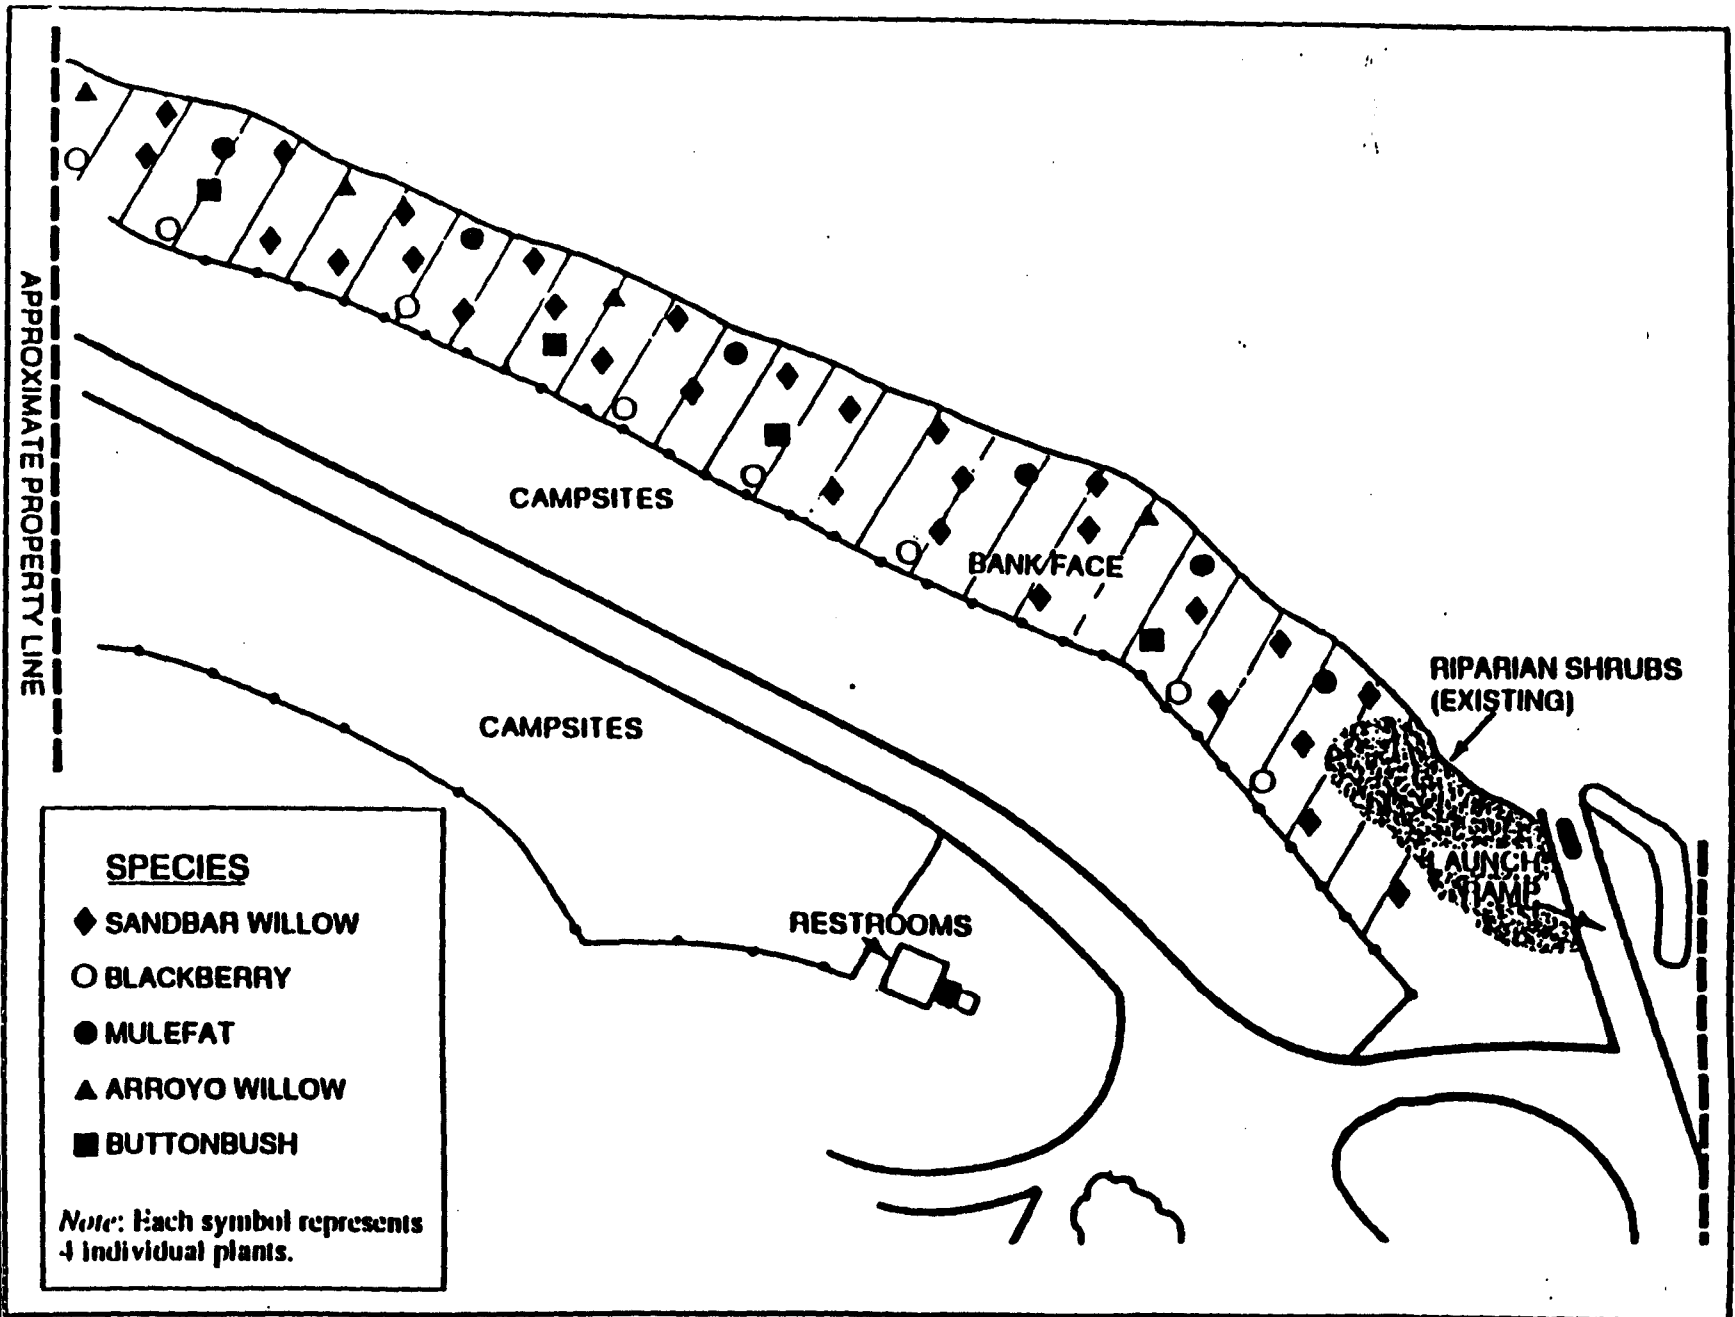 APPROXIMATE PROPERTY LINE
CAMPSITES
BANK FACE
RIPARIAN SHRUBS
(EXISTING)
CAMPSITES
LAUNCH
RAMP
RESTROOMS
SPECIES
SANDBAR WILLOW
BLACKBERRY
MULEFAT
ARROYO WILLOW
BUTTONBUSH
Note: Each symbol represents
4 individual plants.